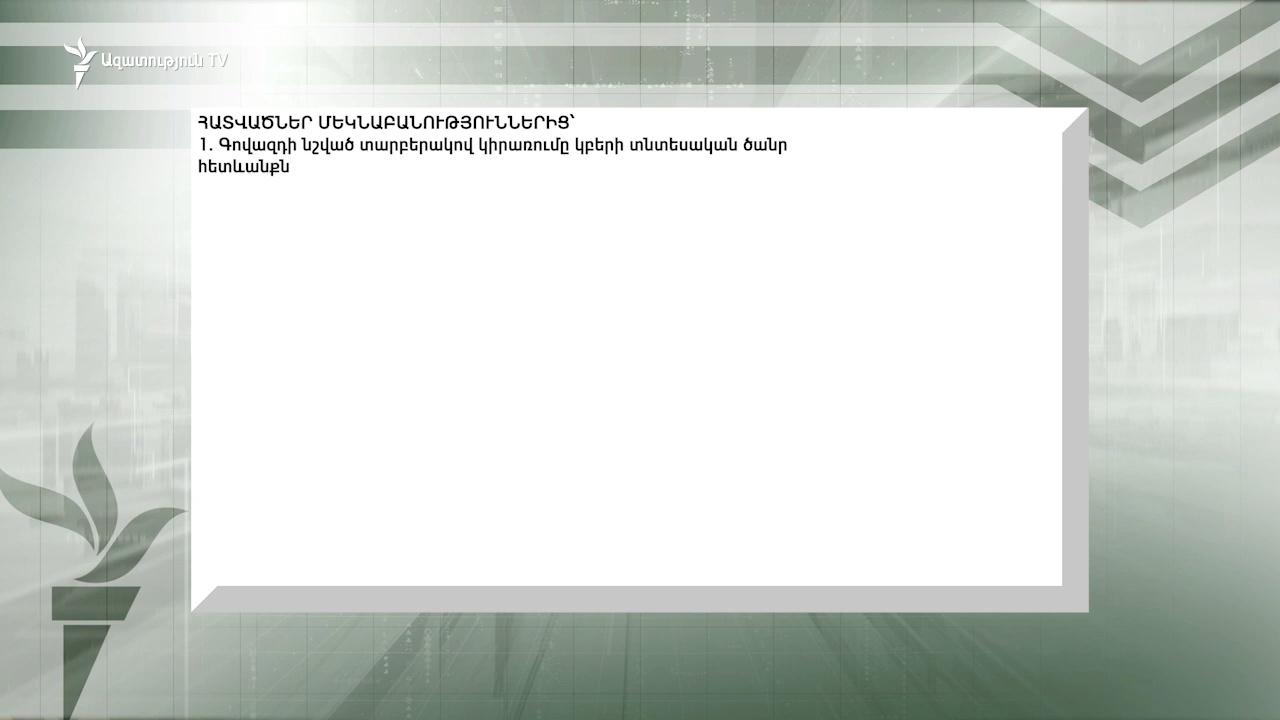 Ազատություն TV
ՀԱՏՎԱԾՆԵՐ ՄԵԿՆԱԲԱՆՈՒԹՅՈՒՆՆԵՐԻՑ՝
1. Գովազդի նշված տարբերակով կիրառումը կբերի տնտեսական ծանր
հետևանքն